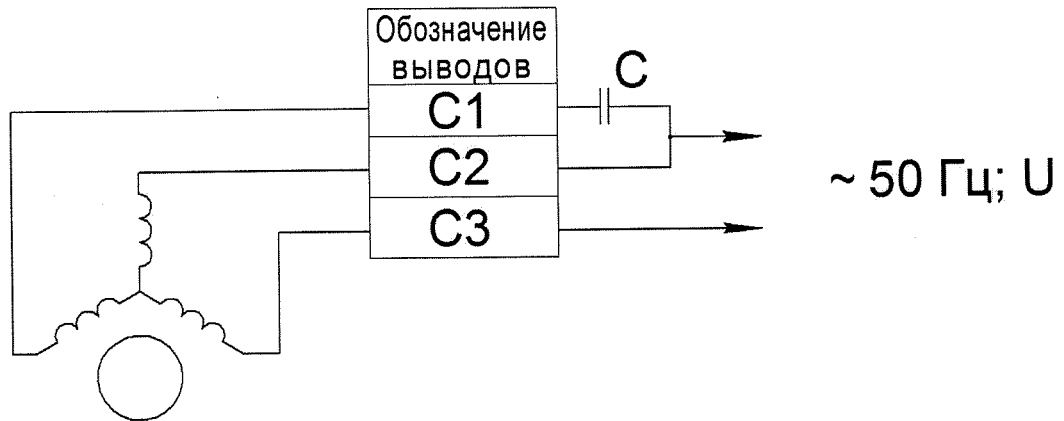 Обозначение
выводов
C1
C
C2
C3
~ 50 Гц; U